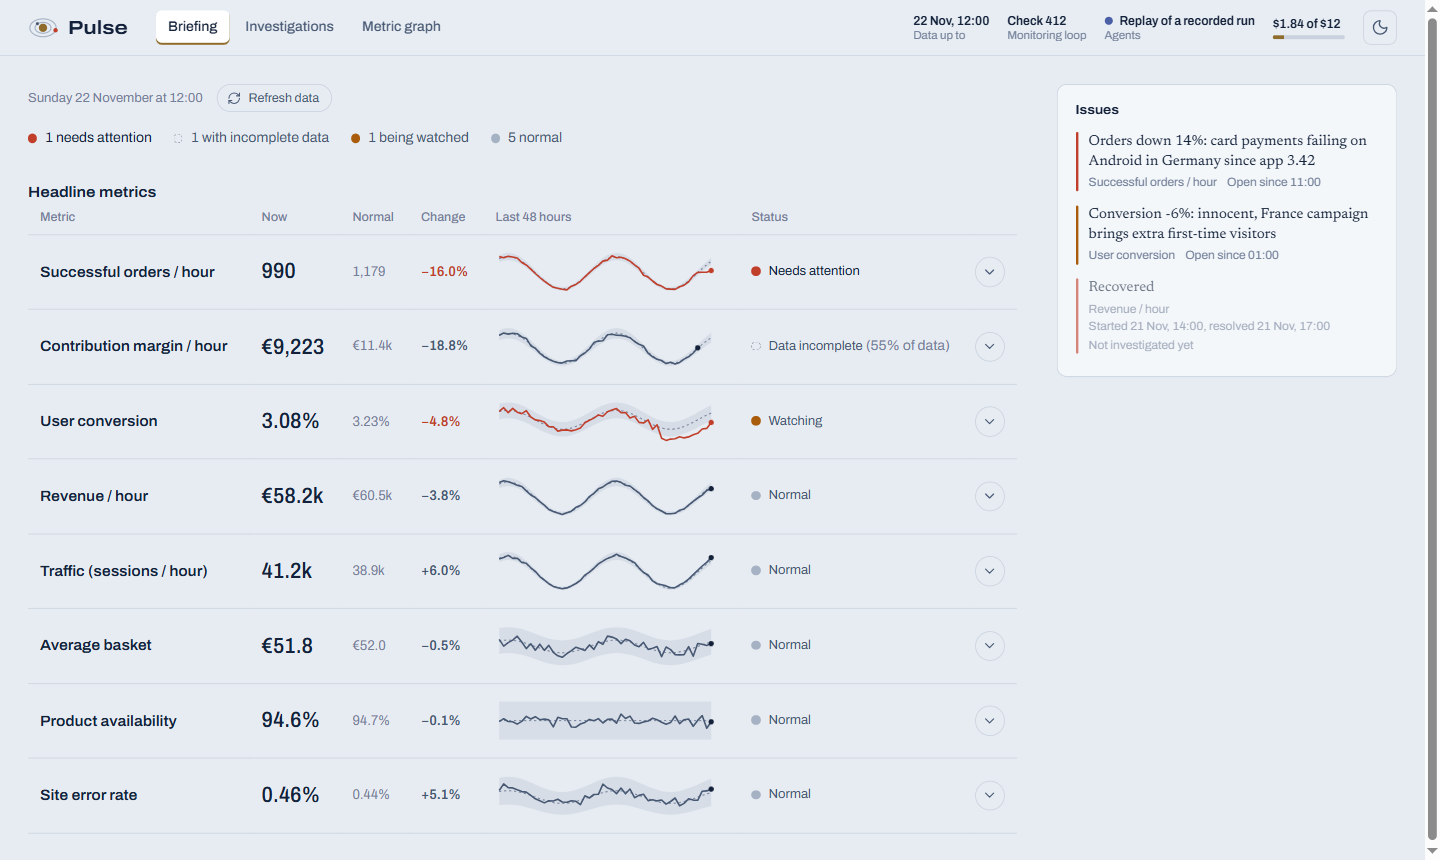 Pulse
Briefing
Investigations
Metric graph
22 Nov, 12:00
Data up to
Check 412
Monitoring loop
Replay of a recorded run
Agents
$1.84 of $12
Sunday 22 November at 12:00
Refresh data
1 needs attention
1 with incomplete data
1 being watched
5 normal
Headline metrics
Metric Now Normal Change Last 48 hours Status
Successful orders / hour 990 1,179 −16.0% Needs attention
Contribution margin / hour €9,223 €11.4k −18.8% Data incomplete (55% of data)
User conversion 3.08% 3.23% −4.8% Watching
Revenue / hour €58.2k €60.5k −3.8% Normal
Traffic (sessions / hour) 41.2k 38.9k +6.0% Normal
Average basket €51.8 €52.0 −0.5% Normal
Product availability 94.6% 94.7% −0.1% Normal
Site error rate 0.46% 0.44% +5.1% Normal
Issues
Orders down 14%: card payments failing on
Android in Germany since app 3.42
Successful orders / hour Open since 11:00
Conversion -6%: innocent, France campaign
brings extra first-time visitors
User conversion Open since 01:00
Recovered
Revenue / hour
Started 21 Nov, 14:00, resolved 21 Nov, 17:00
Not investigated yet